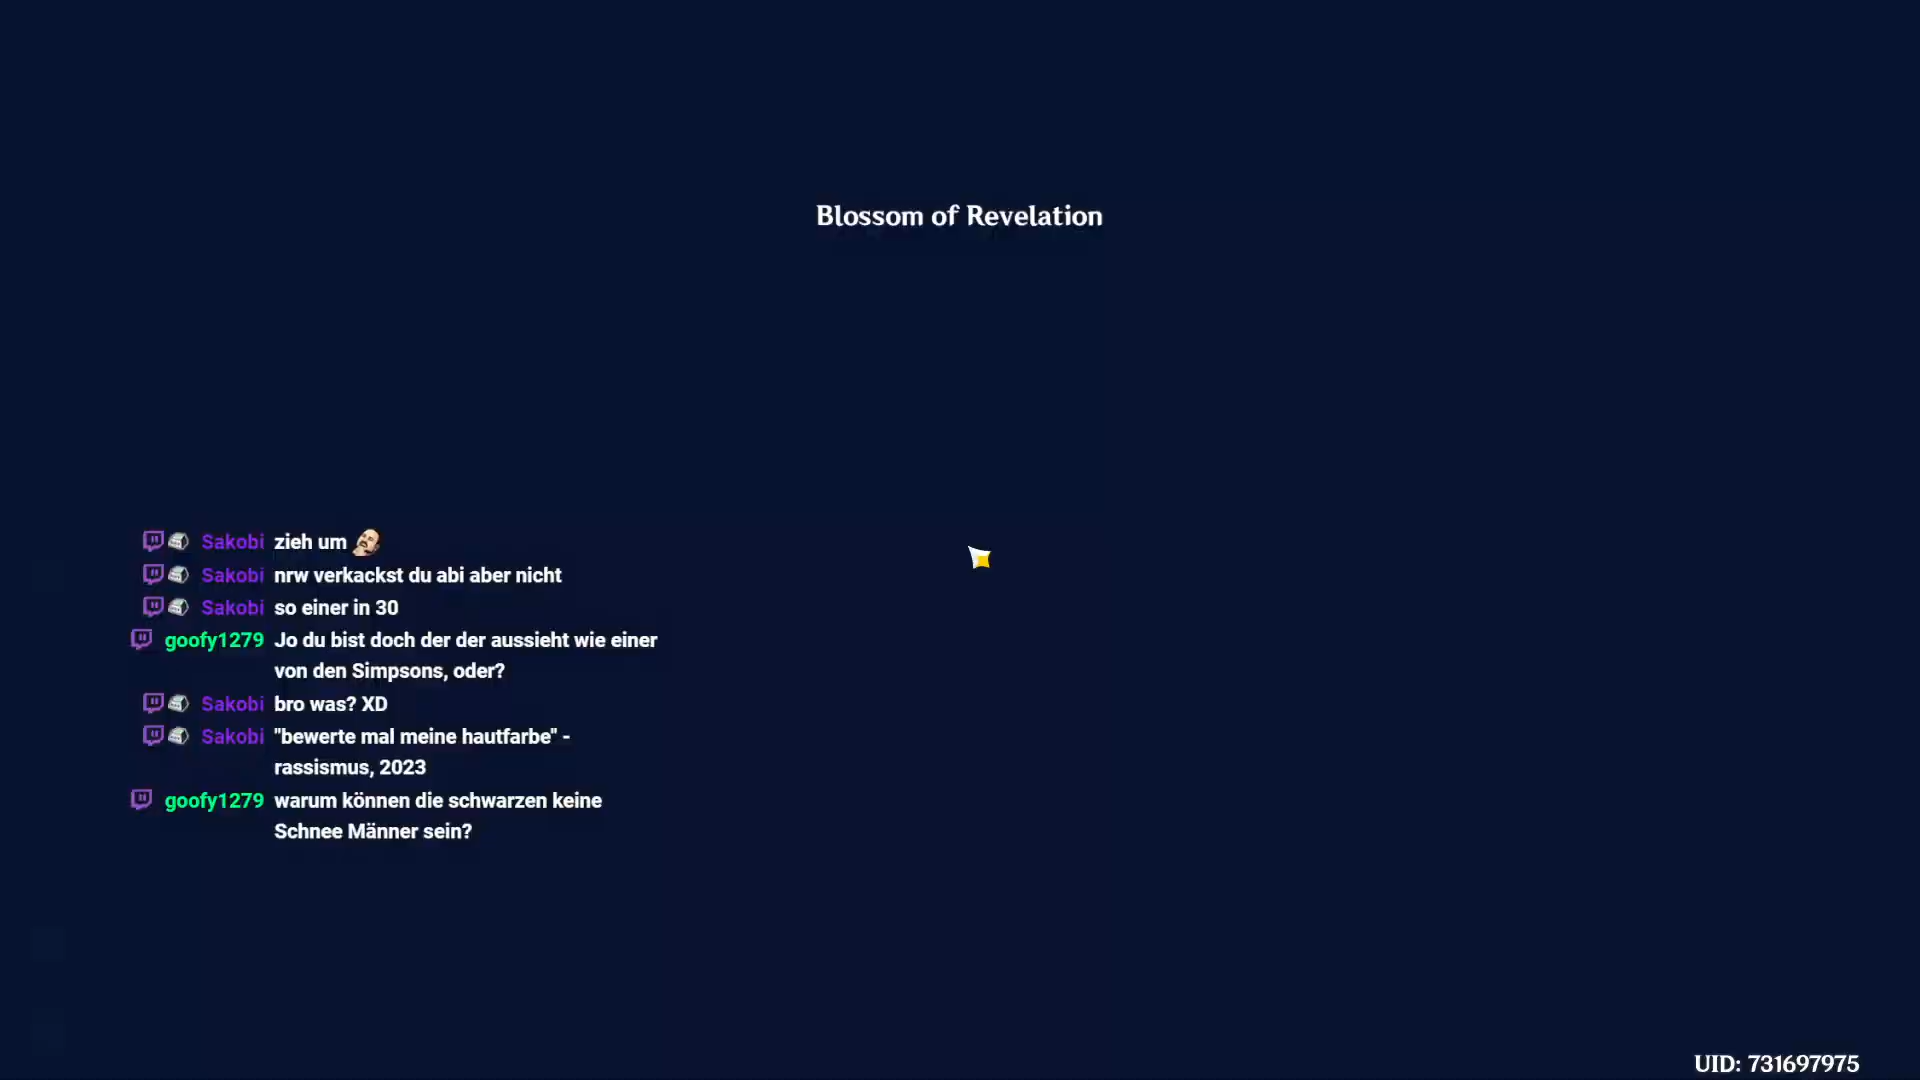 Blossom of Revelation
Sakobi zieh um
Sakobi nrw verkackst du abi aber nicht
Sakobi so einer in 30
goofy1279 Jo du bist doch der der aussieht wie einer
von den Simpsons, oder?
Sakobi bro was? XD
Sakobi "bewerte mal meine hautfarbe" -
rassismus, 2023
goofy1279 warum können die schwarzen keine
Schnee Männer sein?
UID: 731697975